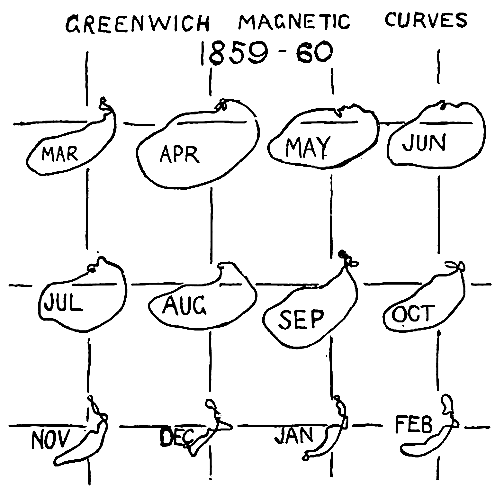 GREENWICH MAGNETIC CURVES
1859-60
MAR APR MAY JUN
JUL AUG SEP OCT
NOV DEC JAN FEB